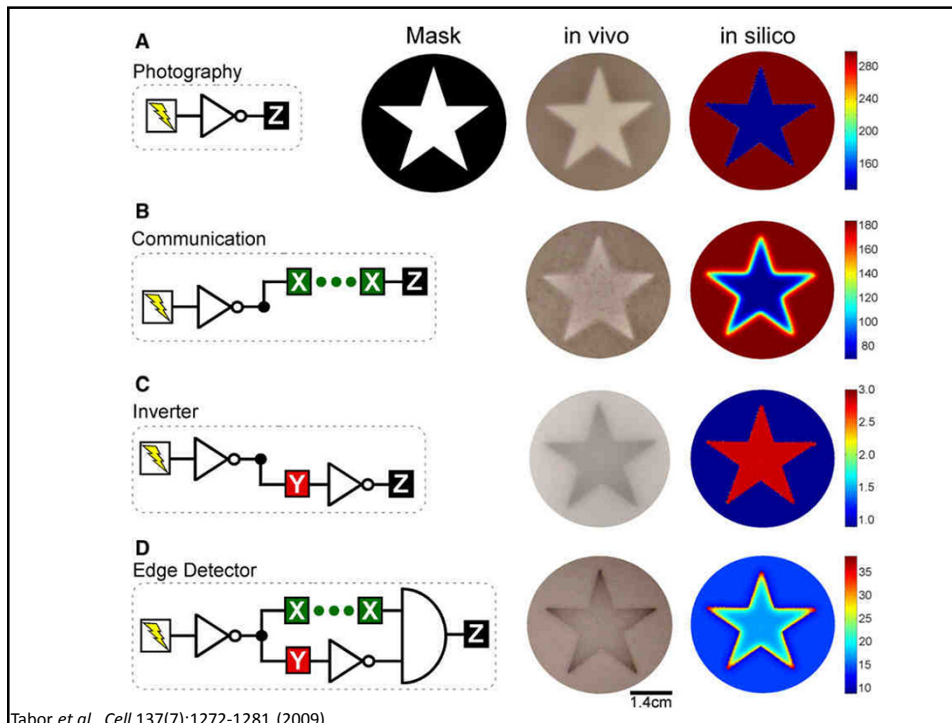 A Mask in vivo in silico
Photography
Z
280
240
200
160
B
Communication
X X Z
180
160
140
120
100
80
C
Inverter
Y Z
3.0
2.5
2.0
1.5
1.0
D
Edge Detector
X X
Y Z
35
30
25
20
15
10
1.4cm
Tabor et al., Cell 137(7):1272-1281 (2009)